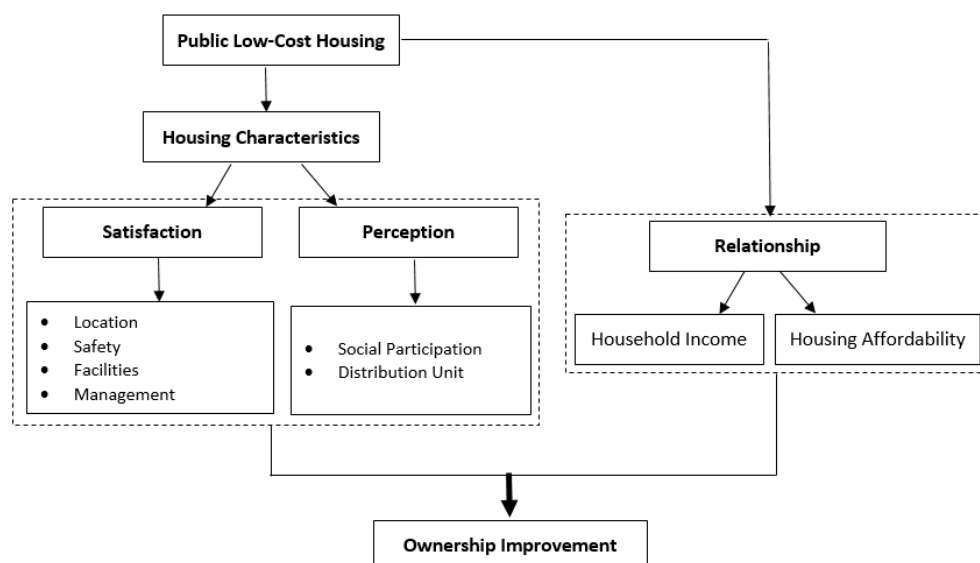 Public Low-Cost Housing
Housing Characteristics
Satisfaction
Perception
Relationship
• Location
• Safety
• Facilities
• Management
• Social Participation
• Distribution Unit
Household Income
Housing Affordability
Ownership Improvement